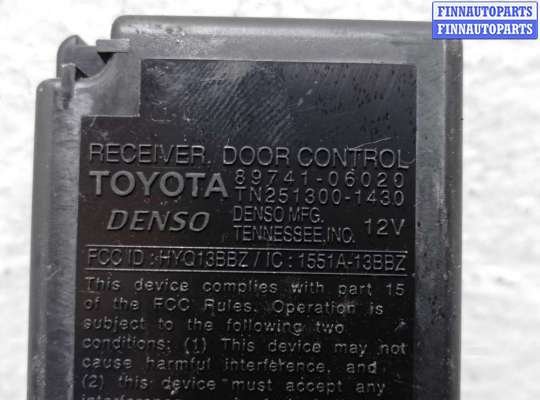 FINNAUTOPARTS
FINNAUTOPARTS
RECEIVER. DOOR CONTROL
TOYOTA 89741-06020
TN251300-1430
DENSO DENSO MFG. 12V
TENNESSEE,INC.
FCC ID : HYQ13BBZ / IC : 1551A-13BBZ
This device complies with part 15
of the FCC Rules. Operation is
subject to the following two
conditions: (1) This device may not
cause harmful interference, and
(2) this device must accept any